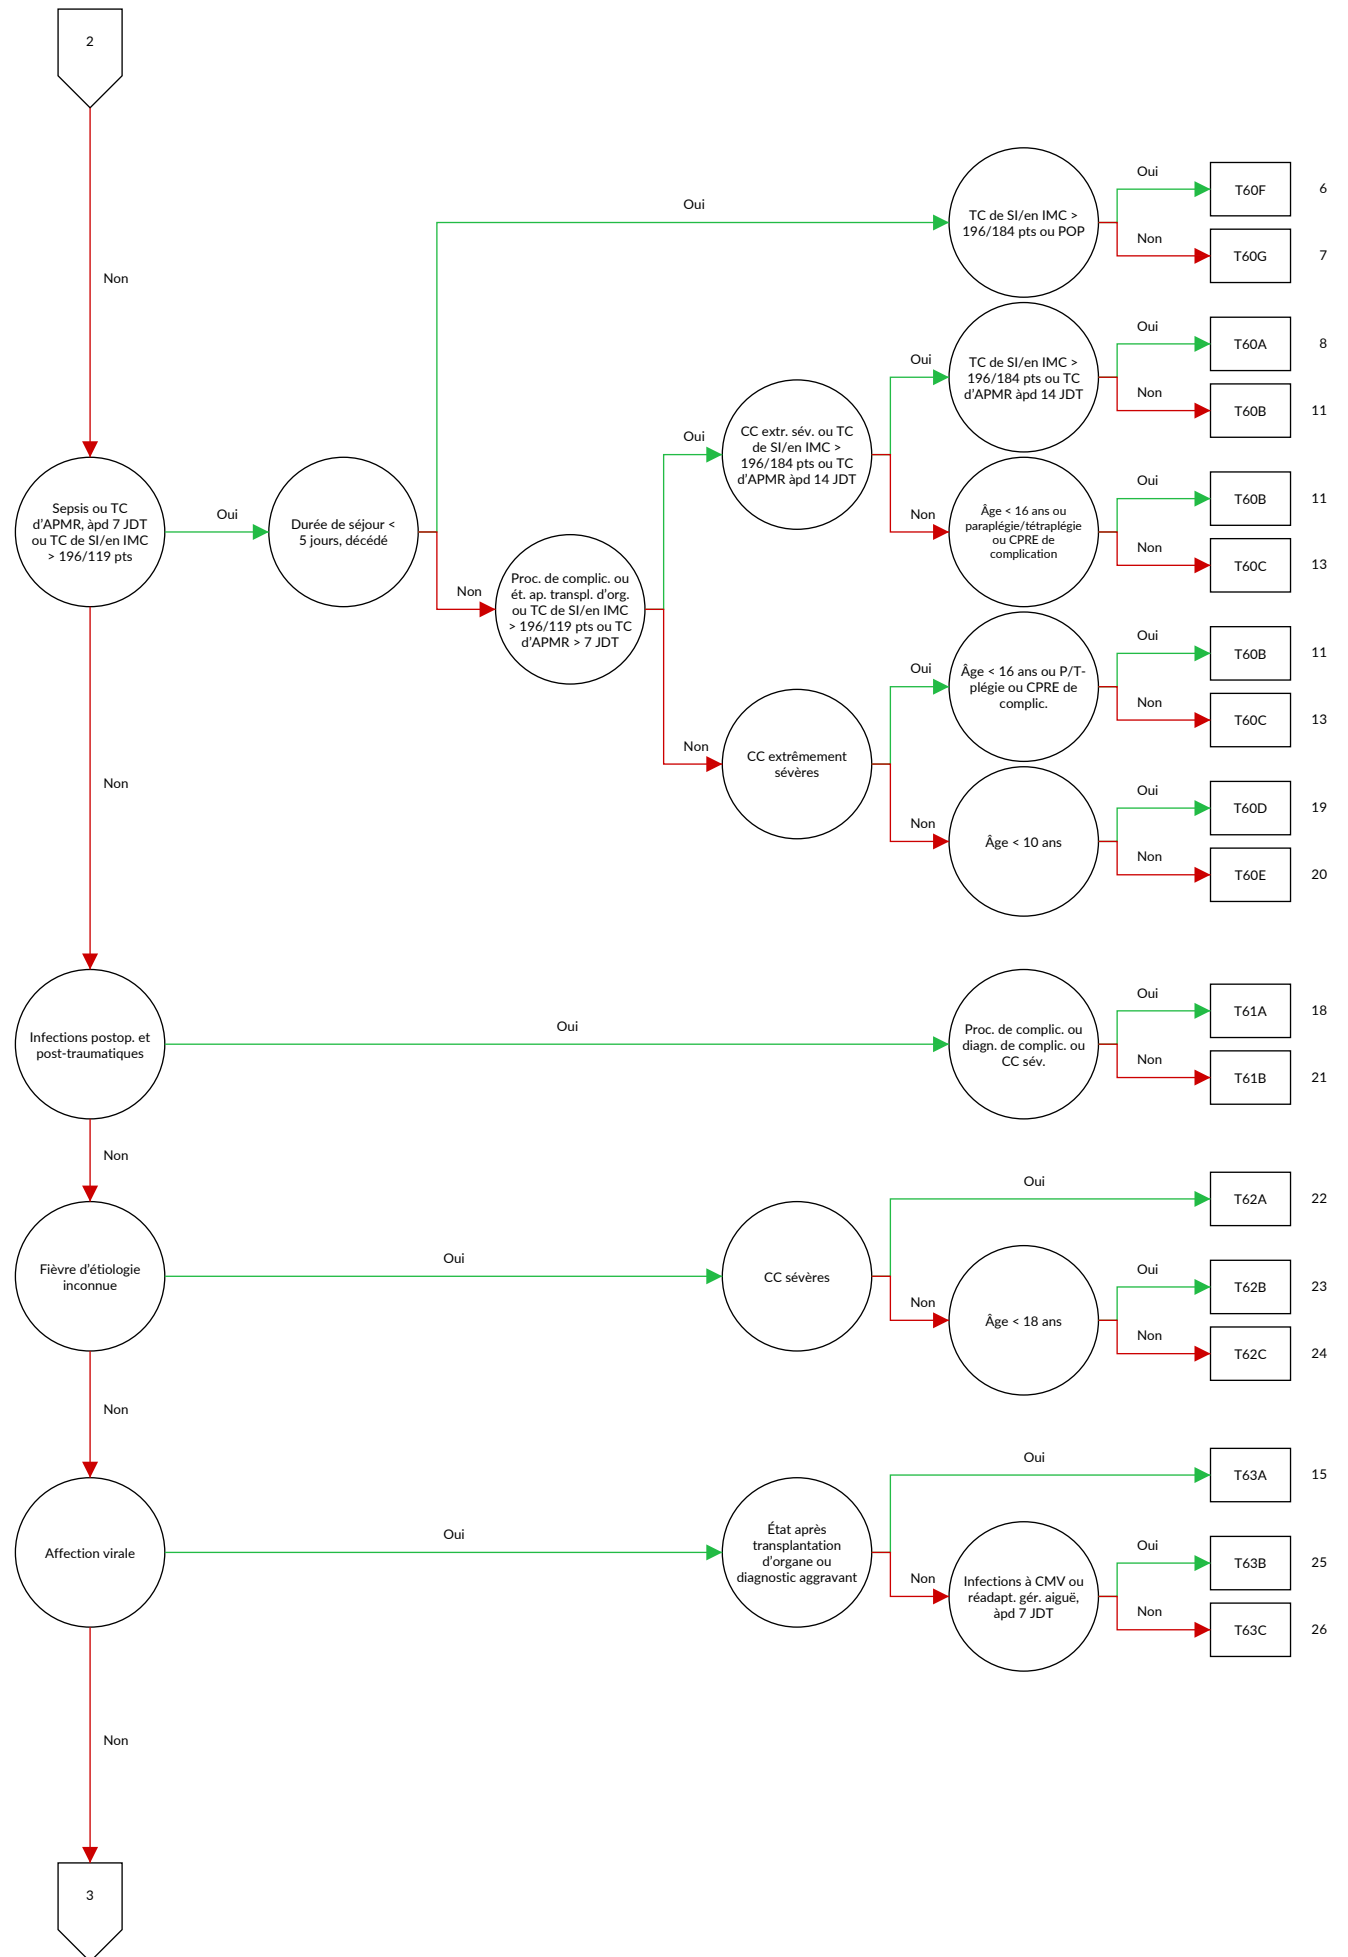 2
Non
Sepsis ou TC
d'APMR, àpd 7 JDT
ou TC de SI/en IMC
> 196/119 pts
Oui
Durée de séjour <
5 jours, décédé
Oui
TC de SI/en IMC >
196/184 pts ou POP
Oui
T60F
6
Non
T60G
7
Non
Proc. de complic. ou
ét. ap. transpl. d'org.
ou TC de SI/en IMC
> 196/119 pts ou TC
d'APMR > 7 JDT
Oui
CC extr. sév. ou TC
de SI/en IMC >
196/184 pts ou TC
d'APMR àpd 14 JDT
Oui
TC de SI/en IMC >
196/184 pts ou TC
d'APMR àpd 14 JDT
Oui
T60A
8
Non
T60B
11
Non
Âge < 16 ans ou
paraplégie/tétraplégie
ou CPRE de
complication
Oui
T60B
11
Non
T60C
13
Non
CC extrêmement
sévères
Oui
Âge < 16 ans ou P/T-
plégie ou CPRE de
complic.
Oui
T60B
11
Non
T60C
13
Non
Âge < 10 ans
Oui
T60D
19
Non
T60E
20
Non
Infections postop. et
post-traumatiques
Oui
Proc. de complic. ou
diagn. de complic. ou
CC sév.
Oui
T61A
18
Non
T61B
21
Non
Fièvre d'étiologie
inconnue
Oui
CC sévères
Oui
T62A
22
Non
Âge < 18 ans
Oui
T62B
23
Non
T62C
24
Non
Affection virale
Oui
État après
transplantation
d'organe ou
diagnostic aggravant
Oui
T63A
15
Non
Infections à CMV ou
réadapt. gér. aiguë,
àpd 7 JDT
Oui
T63B
25
Non
T63C
26
Non
3